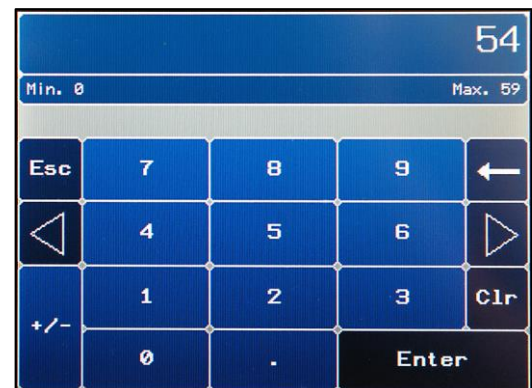 54
Min. 0 Max. 59
Esc 7 8 9 ←
4 5 6
+/- 1 2 3 Clr
0 . Enter